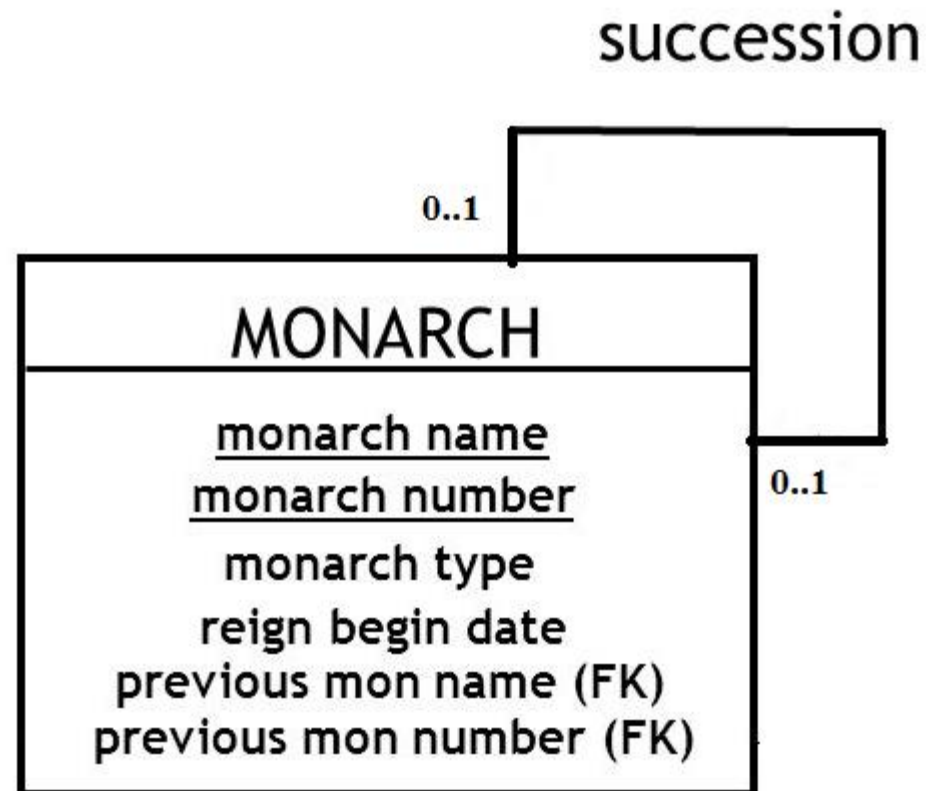 succession
0..1
MONARCH
monarch name
0..1
monarch number
monarch type
reign begin date
previous mon name (FK)
previous mon number (FK)